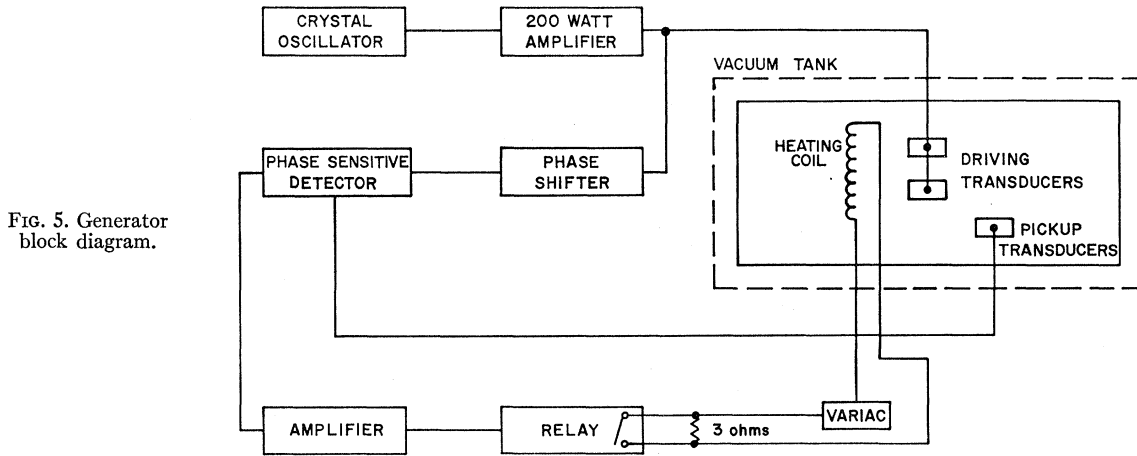 CRYSTAL
OSCILLATOR
200 WATT
AMPLIFIER
VACUUM TANK
HEATING
COIL
DRIVING
TRANSDUCERS
PHASE SENSITIVE
DETECTOR
PHASE
SHIFTER
PICKUP
TRANSDUCERS
FIG. 5. Generator
block diagram.
AMPLIFIER
RELAY
3 ohms
VARIAC